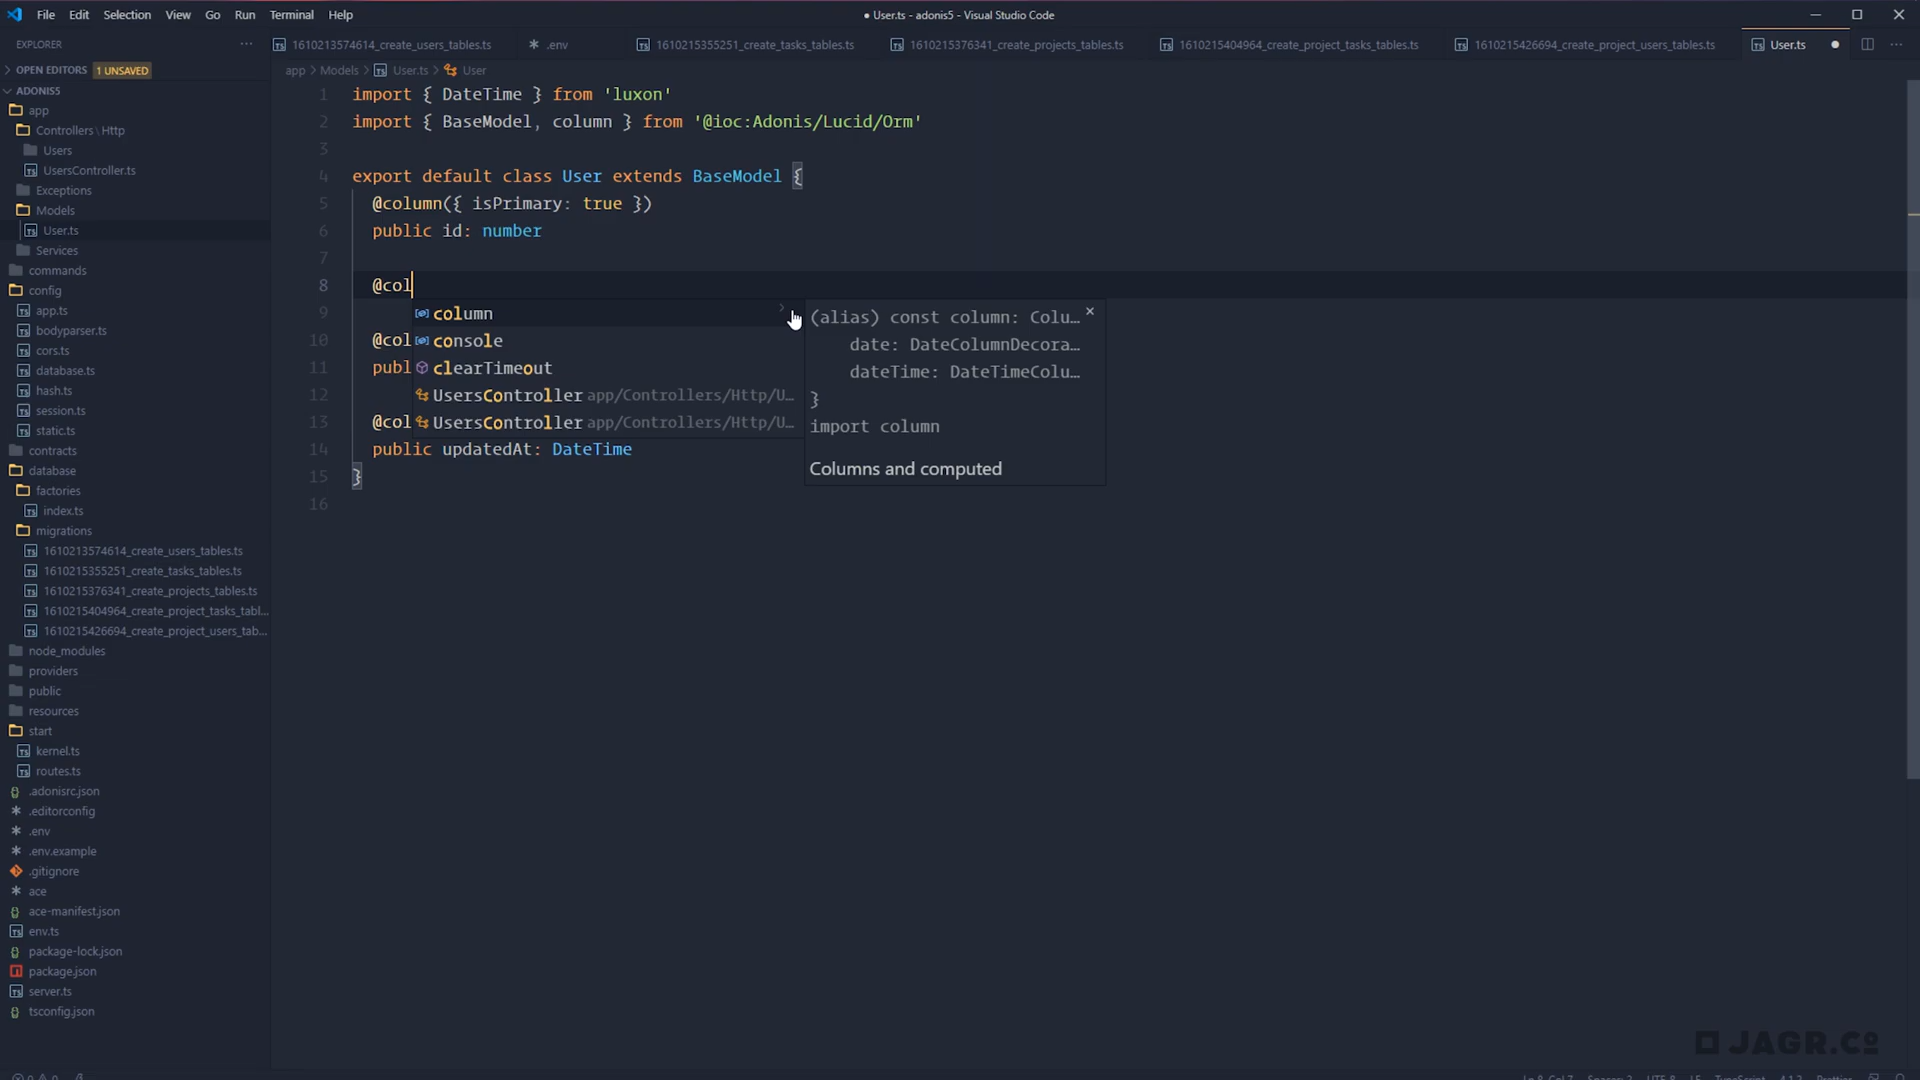 File Edit Selection View Go Run Terminal Help
● User.ts - adonis5 - Visual Studio Code
EXPLORER ···
1610213574614_create_users_tables.ts
.env
1610215355251_create_tasks_tables.ts
1610215376341_create_projects_tables.ts
1610215404964_create_project_tasks_tables.ts
1610215426694_create_project_users_tables.ts
User.ts
OPEN EDITORS 1 UNSAVED
app > Models > User.ts > User
ADONIS5
app
Controllers \ Http
Users
UsersController.ts
Exceptions
Models
User.ts
Services
commands
config
app.ts
bodyparser.ts
cors.ts
database.ts
hash.ts
session.ts
static.ts
contracts
database
factories
index.ts
migrations
1610213574614_create_users_tables.ts
1610215355251_create_tasks_tables.ts
1610215376341_create_projects_tables.ts
1610215404964_create_project_tasks_tabl...
1610215426694_create_project_users_tab...
node_modules
providers
public
resources
start
kernel.ts
routes.ts
.adonisrc.json
.editorconfig
.env
.env.example
.gitignore
ace
ace-manifest.json
env.ts
package-lock.json
package.json
server.ts
tsconfig.json
1 import { DateTime } from 'luxon'
2 import { BaseModel, column } from '@ioc:Adonis/Lucid/Orm'
3
4 export default class User extends BaseModel {
5 @column({ isPrimary: true })
6 public id: number
7
8 @col
9
10 @col
11 publ
12
13 @col
14 public updatedAt: DateTime
15 }
16
column
console
clearTimeout
UsersController app/Controllers/Http/U...
UsersController app/Controllers/Http/U...
(alias) const column: Colu...
date: DateColumnDecora...
dateTime: DateTimeColu...
}
import column
Columns and computed
JAGR.Co